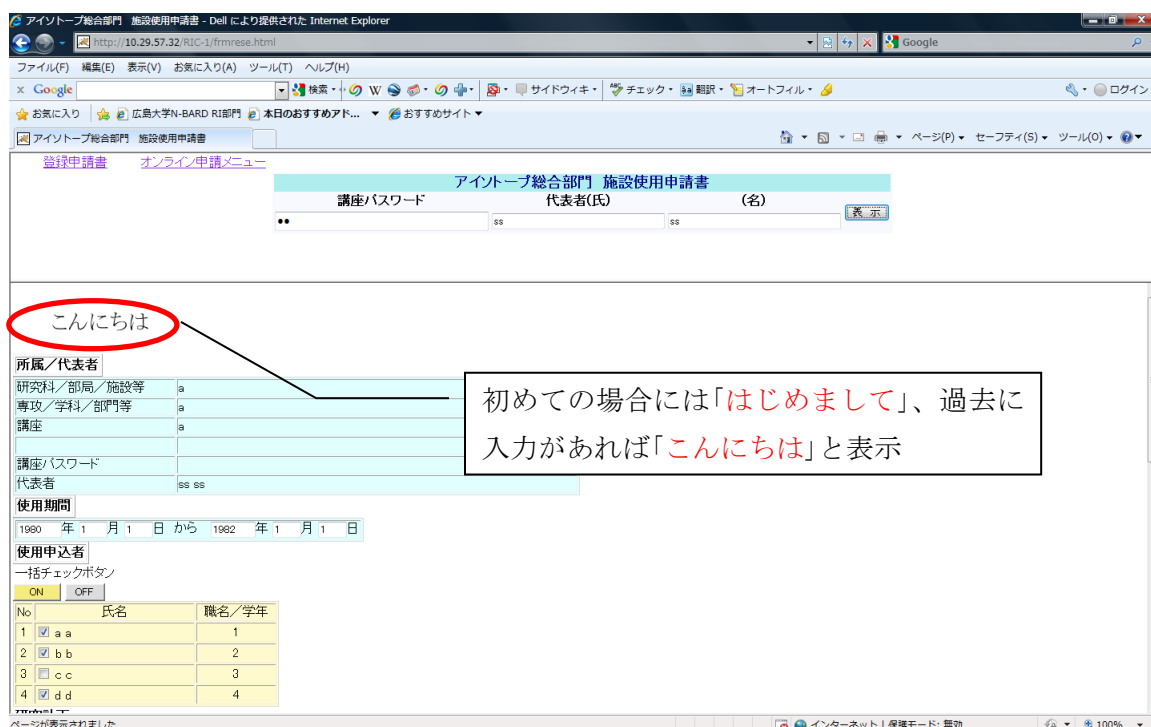 アイソトープ総合部門 施設使用申請書 - Dell により提供された Internet Explorer
http://10.29.57.32/RIC-1/frmrese.html
Google
ファイル(F) 編集(E) 表示(V) お気に入り(A) ツール(T) ヘルプ(H)
x Google 検索 サイドウィキ チェック 翻訳 オートフィル ログイン
お気に入り 広島大学N-BARD RI部門 本日のおすすめアド... おすすめサイト
アイソトープ総合部門 施設使用申請書 ページ(P) セーフティ(S) ツール(O)
登録申請書 オンライン申請メニュー
アイソトープ総合部門 施設使用申請書
講座パスワード 代表者(氏) (名)
●● ss ss 表 示
こんにちは
初めての場合には「はじめまして」、過去に
入力があれば「こんにちは」と表示
所属/代表者
研究科/部局/施設等 a
専攻/学科/部門等 a
講座 a
講座パスワード
代表者 ss ss
使用期間
1980 年 1 月 1 日 から 1982 年 1 月 1 日
使用申込者
一括チェックボタン
ON OFF
No 氏名 職名/学年
1 a a 1
2 b b 2
3 c c 3
4 d d 4
ページが表示されました インターネット | 保護モード: 無効 100%